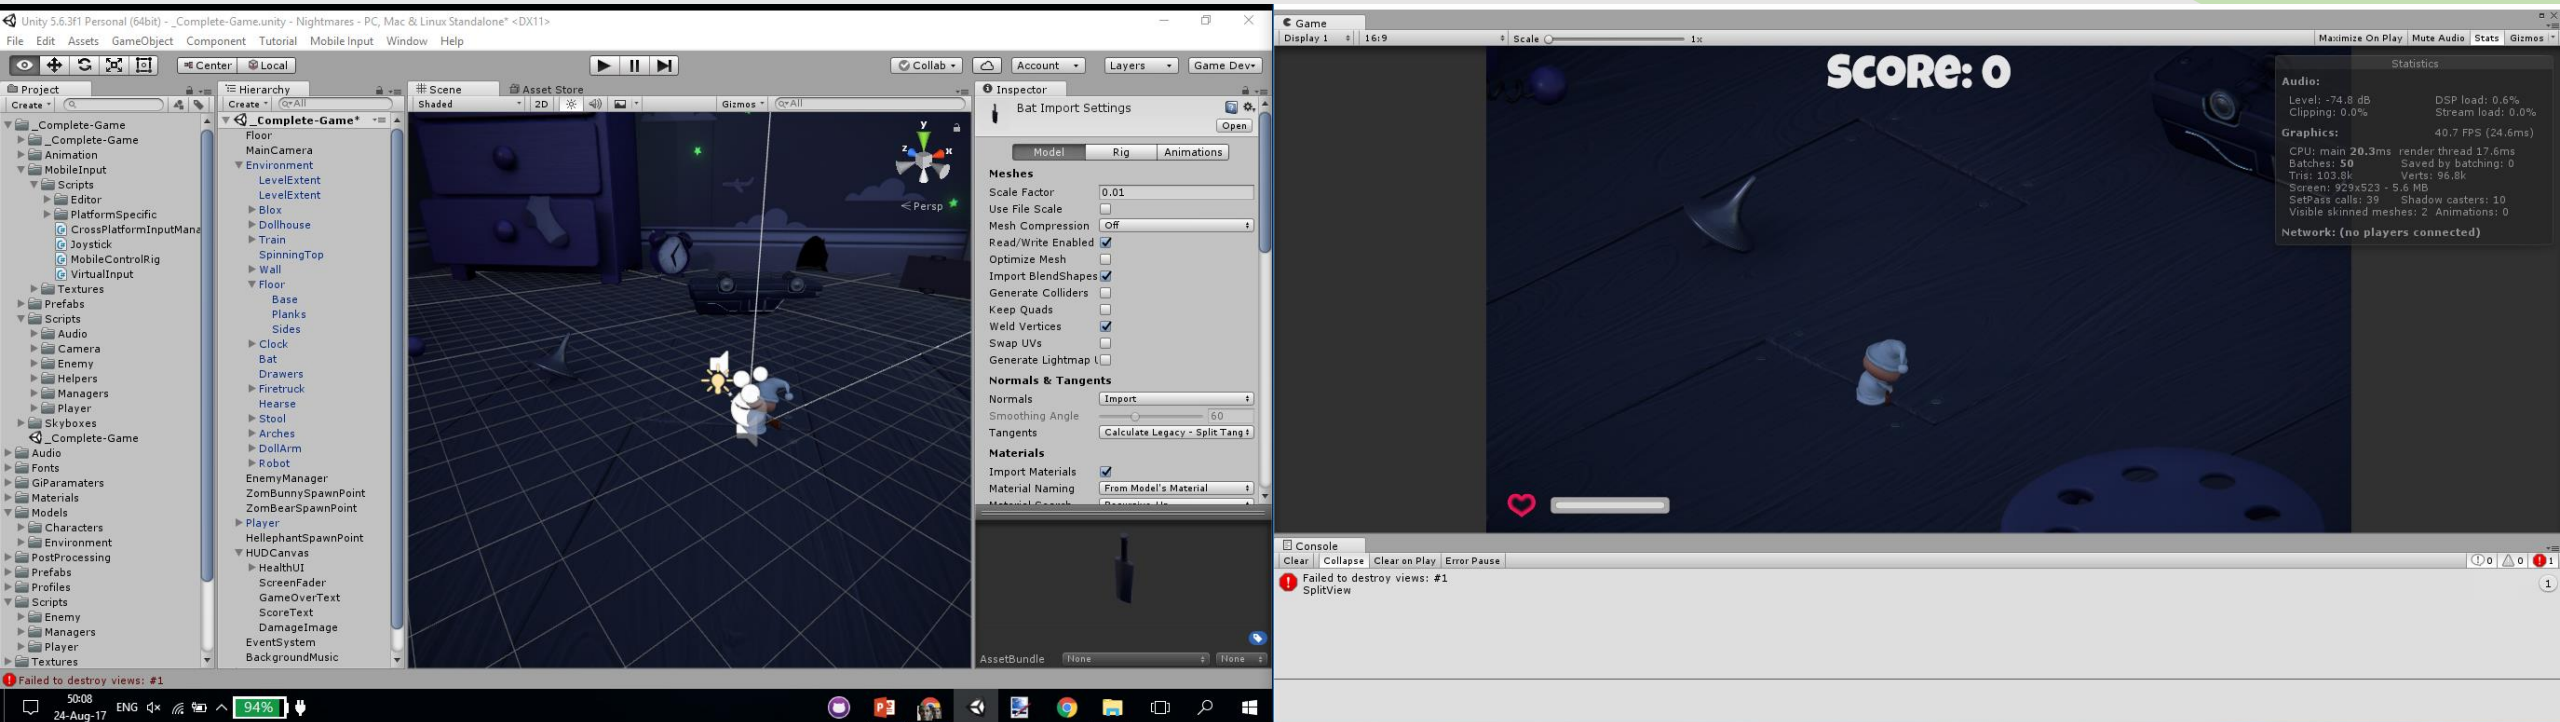 Unity 5.6.3f1 Personal (64bit) - _Complete-Game.unity - Nightmares - PC, Mac & Linux Standalone* <DX11>
File Edit Assets GameObject Component Tutorial Mobile Input Window Help
Center Local
Collab Account Layers Game Dev
Project
Create
_Complete-Game
_Complete-Game
Animation
MobileInput
Scripts
Editor
PlatformSpecific
CrossPlatformInputMana
Joystick
MobileControlRig
VirtualInput
Textures
Prefabs
Scripts
Audio
Camera
Enemy
Helpers
Managers
Player
Skyboxes
_Complete-Game
Audio
Fonts
GiParamaters
Materials
Models
Characters
Environment
PostProcessing
Prefabs
Profiles
Scripts
Enemy
Managers
Player
Textures
Hierarchy
Create All
_Complete-Game*
Floor
MainCamera
Environment
LevelExtent
LevelExtent
Blox
Dollhouse
Train
SpinningTop
Wall
Floor
Base
Planks
Sides
Clock
Bat
Drawers
Firetruck
Hearse
Stool
Arches
DollArm
Robot
EnemyManager
ZomBunnySpawnPoint
ZomBearSpawnPoint
Player
HellephantSpawnPoint
HUDCanvas
HealthUI
ScreenFader
GameOverText
ScoreText
DamageImage
EventSystem
BackgroundMusic
Scene Asset Store
Shaded 2D Gizmos All
y
z x
Persp
Inspector
Bat Import Settings
Open
Model Rig Animations
Meshes
Scale Factor 0.01
Use File Scale
Mesh Compression Off
Read/Write Enabled
Optimize Mesh
Import BlendShapes
Generate Colliders
Keep Quads
Weld Vertices
Swap UVs
Generate Lightmap U
Normals & Tangents
Normals Import
Smoothing Angle 60
Tangents Calculate Legacy - Split Tang
Materials
Import Materials
Material Naming From Model's Material
Material Search Recursive-Up
AssetBundle None None
Failed to destroy views: #1
50:08
24-Aug-17
ENG
94%
Game
Display 1 16:9 Scale 1x Maximize On Play Mute Audio Stats Gizmos
SCORE: 0
Statistics
Audio:
Level: -74.8 dB DSP load: 0.6%
Clipping: 0.0% Stream load: 0.0%
Graphics: 40.7 FPS (24.6ms)
CPU: main 20.3ms render thread 17.6ms
Batches: 50 Saved by batching: 0
Tris: 103.8k Verts: 96.8k
Screen: 929x523 - 5.6 MB
SetPass calls: 39 Shadow casters: 10
Visible skinned meshes: 2 Animations: 0
Network: (no players connected)
Console
Clear Collapse Clear on Play Error Pause 0 0 1
Failed to destroy views: #1 1
SplitView